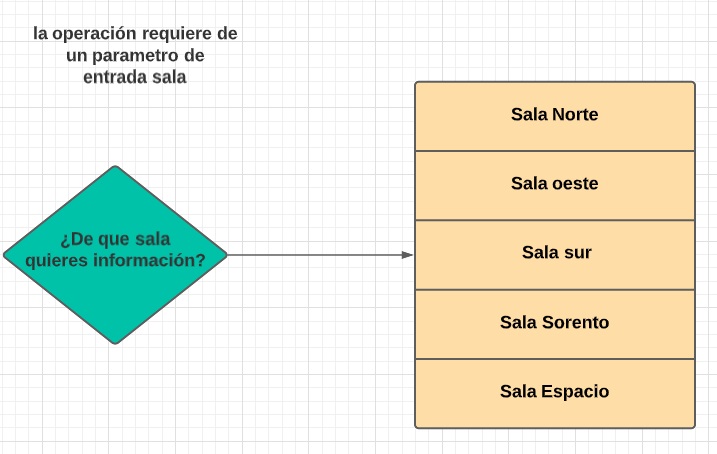 la operación requiere de
un parametro de
entrada sala
¿De que sala
quieres información?
Sala Norte
Sala oeste
Sala sur
Sala Sorento
Sala Espacio